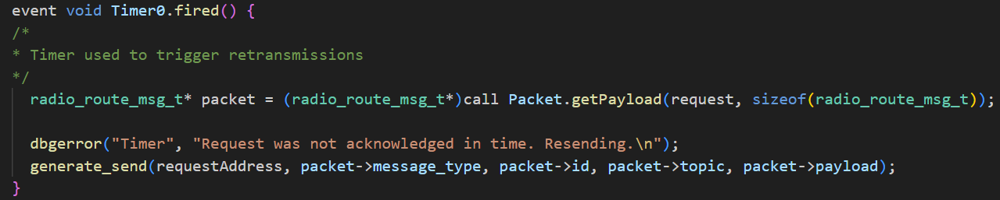 event void Timer0.fired() {
/*
* Timer used to trigger retransmissions
*/
radio_route_msg_t* packet = (radio_route_msg_t*)call Packet.getPayload(request, sizeof(radio_route_msg_t));
dbgerror("Timer", "Request was not acknowledged in time. Resending.\n");
generate_send(requestAddress, packet->message_type, packet->id, packet->topic, packet->payload);
}